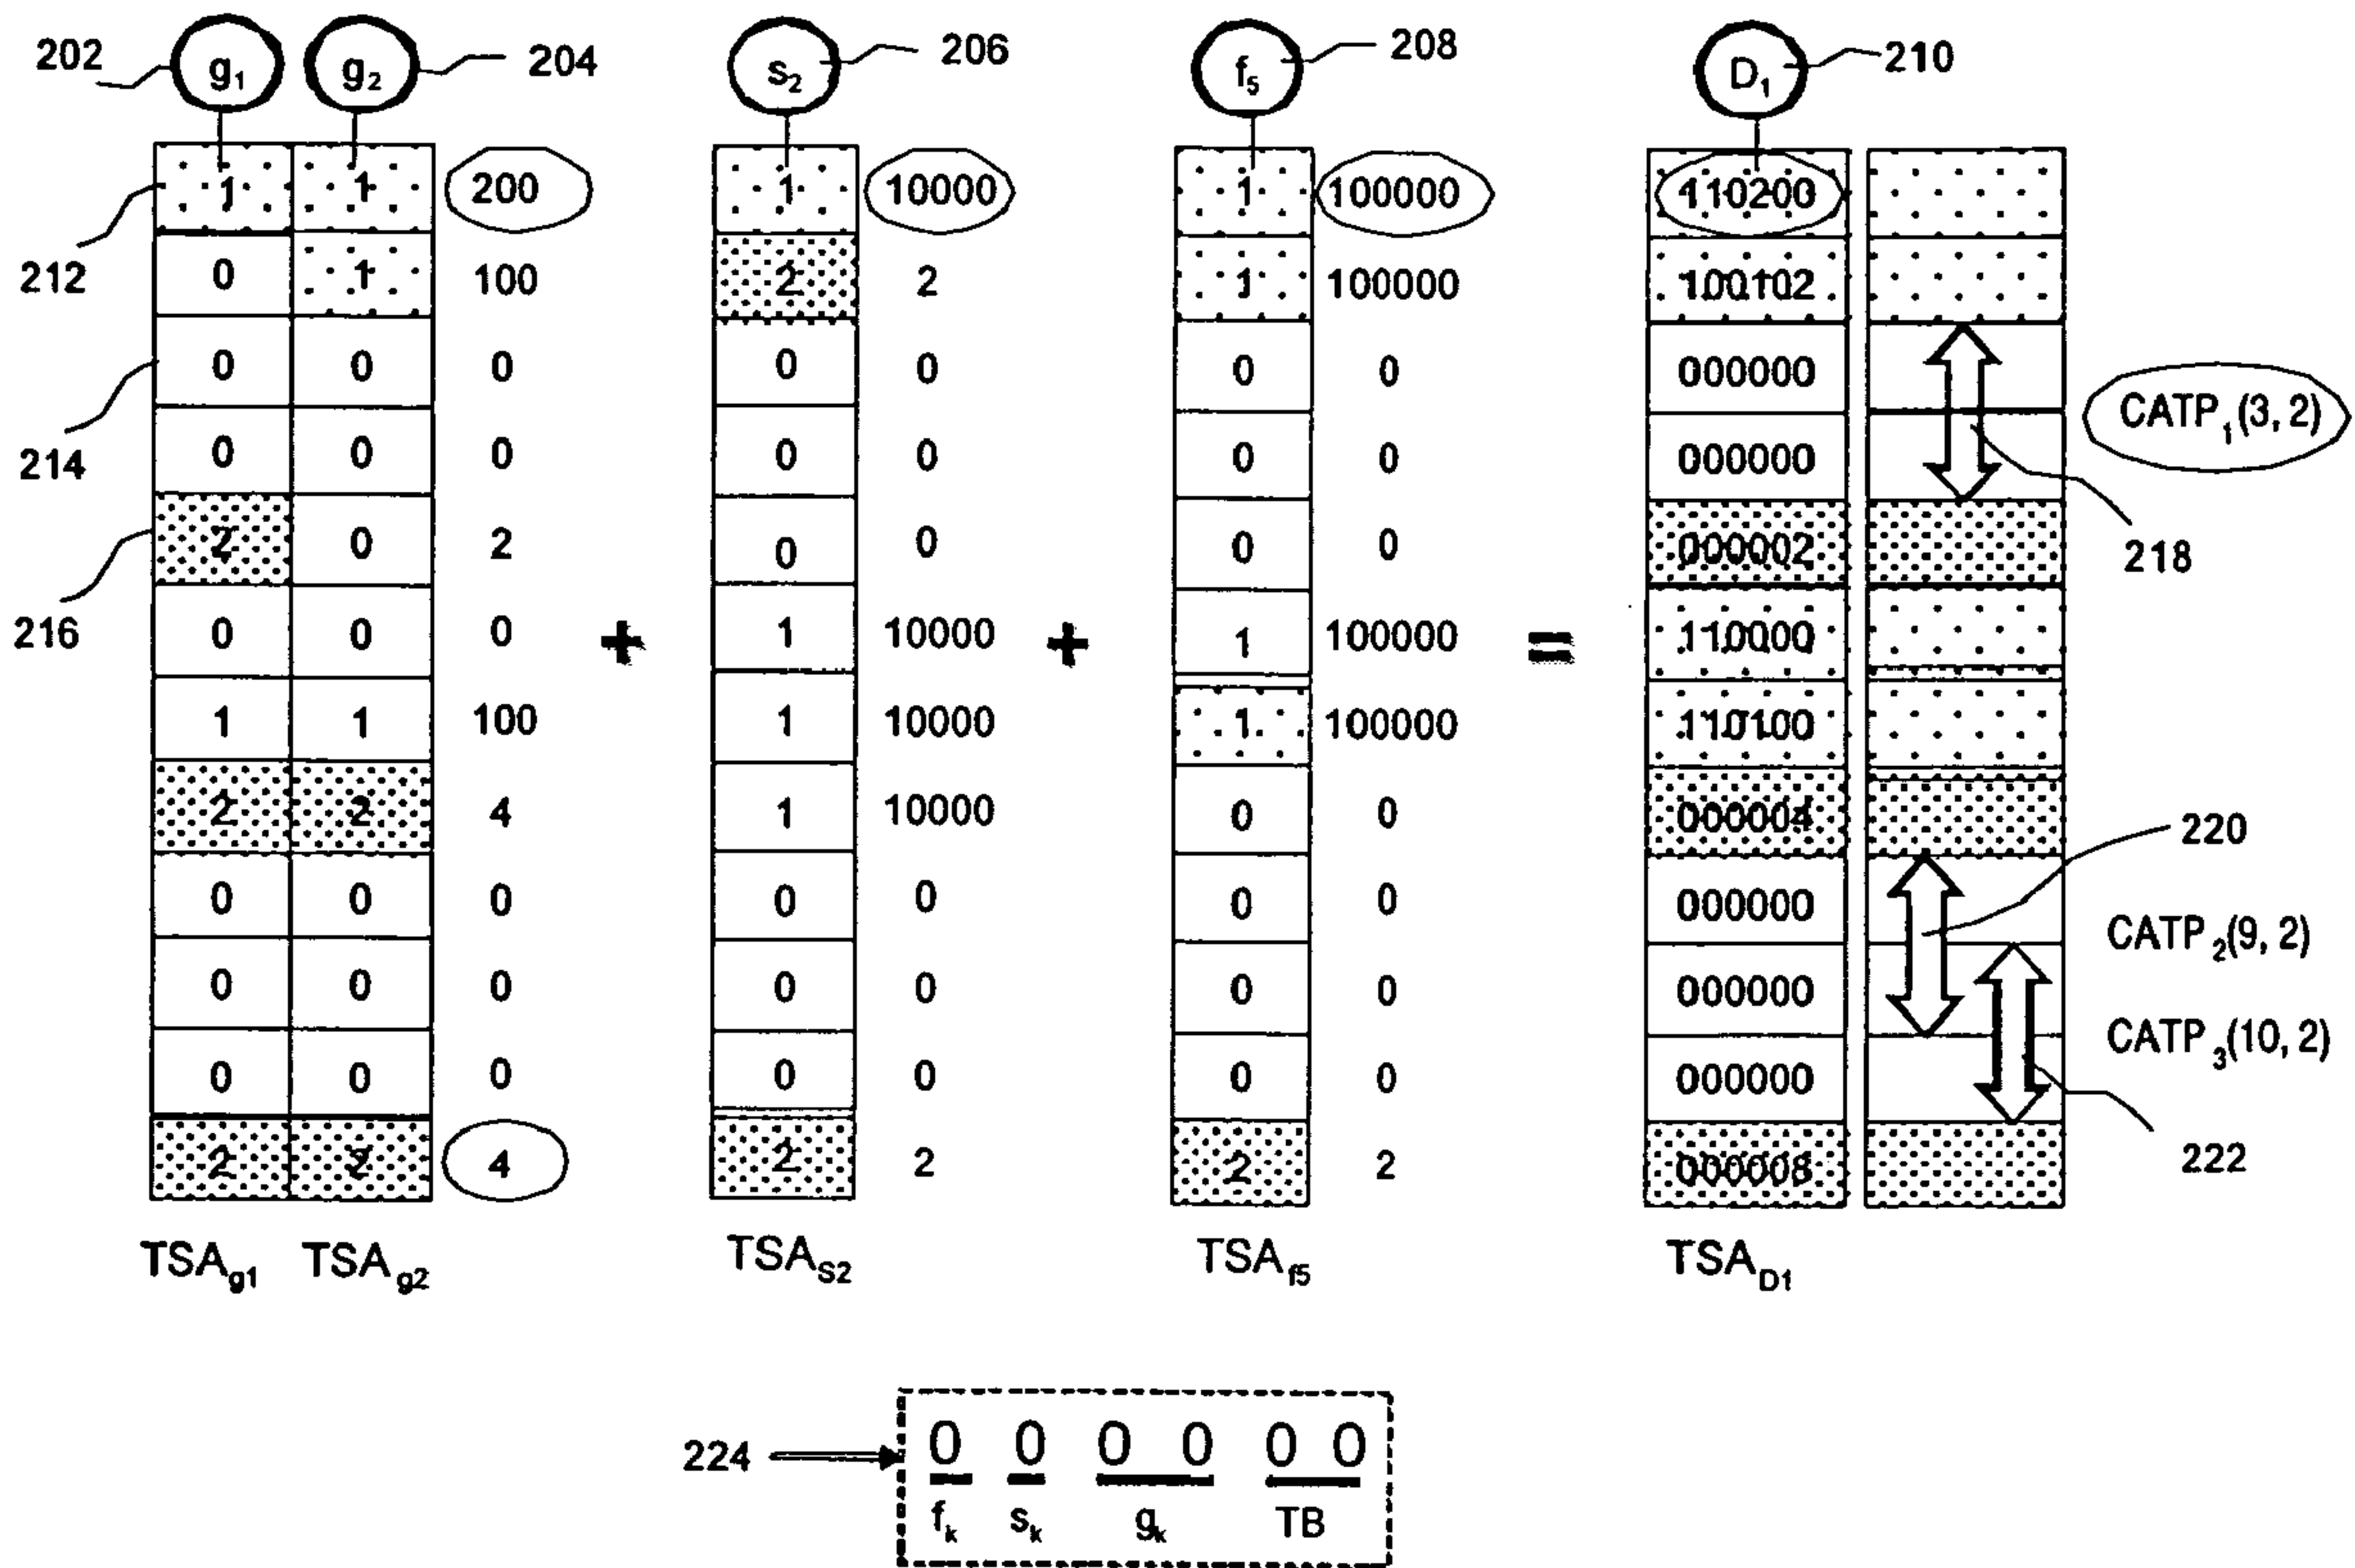 202 g1 g2 204 s2 206 f5 208 D1 210
1 1 200 1 10000 1 100000 110200
212 0 1 100 2 2 1 100000 100102
214 0 0 0 0 0 0 0 000000 CATP1(3, 2)
0 0 0 0 0 0 0 000000
216 2 0 2 0 0 0 0 000002 218
0 0 0 + 1 10000 + 1 100000 = 110000
1 1 100 1 10000 1 100000 110100
2 2 4 1 10000 0 0 000004 220
0 0 0 0 0 0 0 000000 CATP2(9, 2)
0 0 0 0 0 0 0 000000
0 0 0 0 0 0 0 000000 CATP3(10, 2)
2 2 4 2 2 2 2 000008 222
TSAg1 TSAg2 TSAS2 TSAf5 TSAD1
224 0 0 0 0 0 0
fk sk gk TB